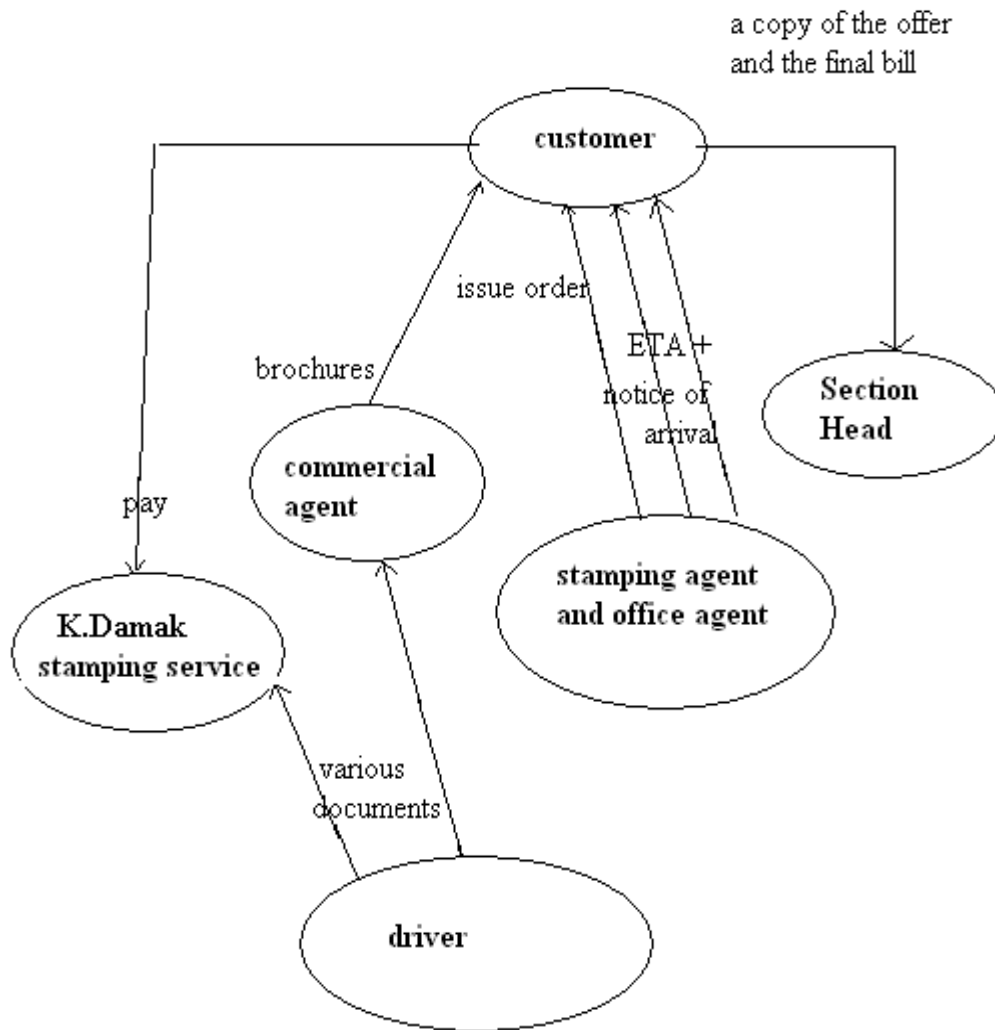 a copy of the offer
and the final bill
customer
issue order
ETA +
brochures
notice of
arrival
Section
Head
commercial
agent
pay
stamping agent
and office agent
K.Damak
stamping service
various
documents
driver